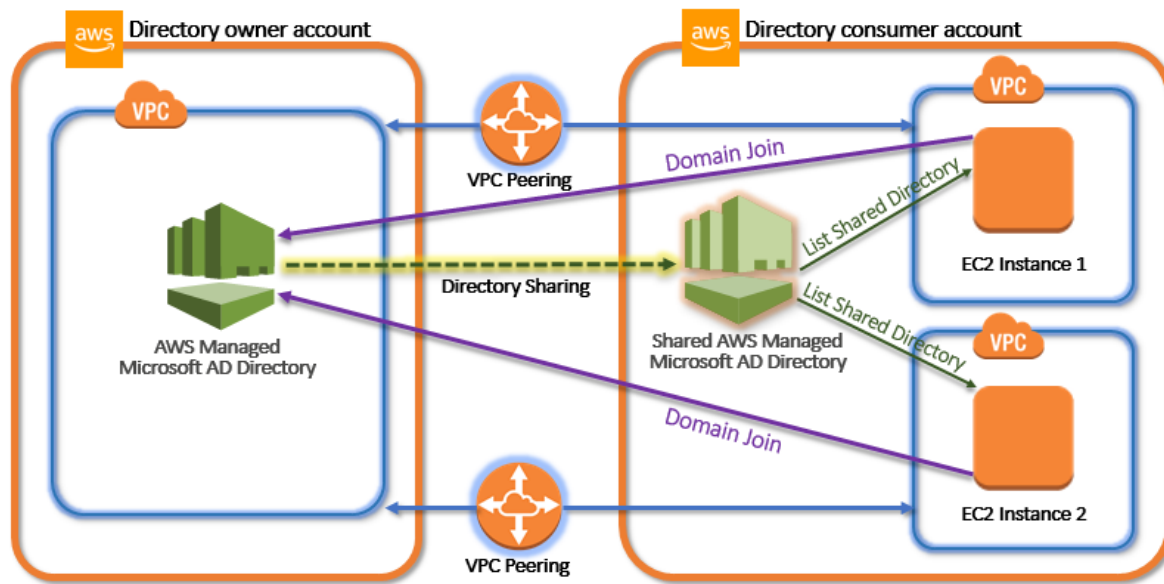 aws
Directory owner account
aws
Directory consumer account
VPC
VPC
VPC Peering
Domain Join
List Shared Directory
EC2 Instance 1
Directory Sharing
List Shared Directory
AWS Managed
Microsoft AD Directory
Shared AWS Managed
Microsoft AD Directory
VPC
Domain Join
EC2 Instance 2
VPC Peering